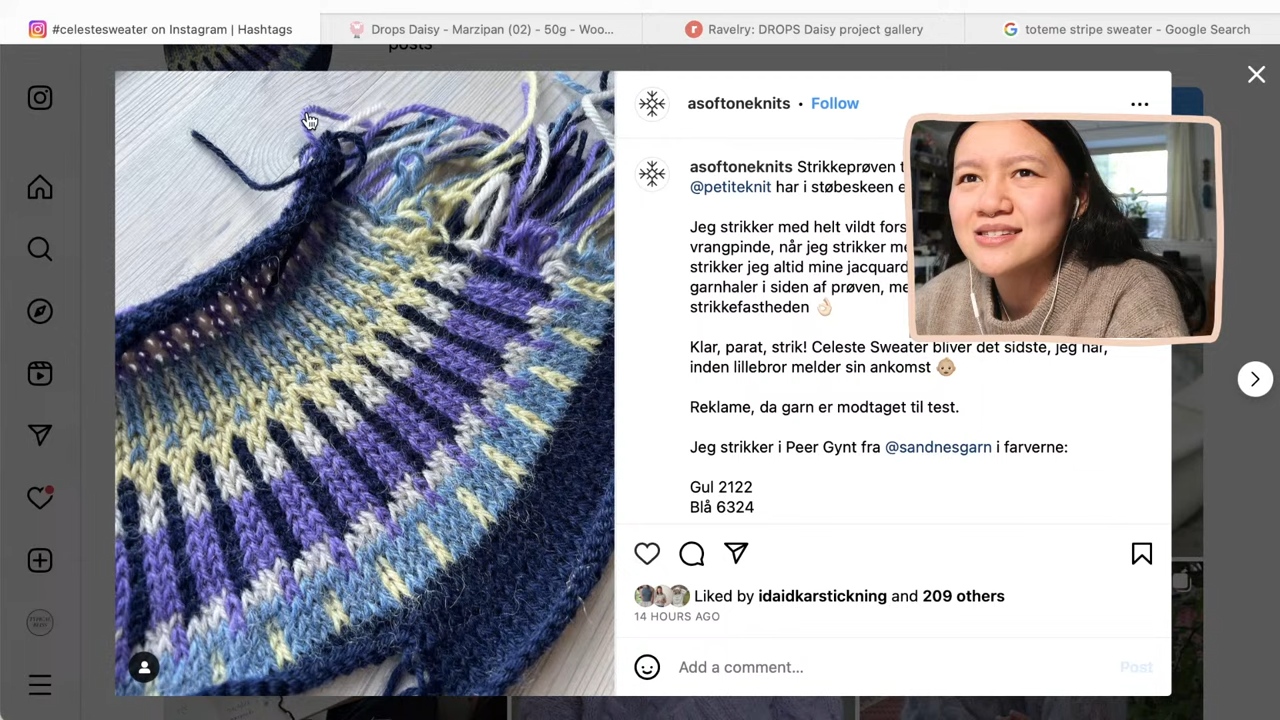 #celestesweater on Instagram | Hashtags
Drops Daisy - Marzipan (02) - 50g - Woo...
Ravelry: DROPS Daisy project gallery
toteme stripe sweater - Google Search
posts
asoftoneknits • Follow
asoftoneknits Strikkeprøven
@petiteknit har i støbeskeen
Jeg strikker med helt vildt
vrangpinde, når jeg strikker
strikker jeg altid mine
garnhaler i siden af prøven,
strikkefastheden 👌🏻
Klar, parat, strik! Celeste Sweater bliver det sidste, jeg når,
inden lillebror melder sin ankomst 👶🏼
Reklame, da garn er modtaget til test.
Jeg strikker i Peer Gynt fra @sandnesgarn i farverne:
Gul 2122
Blå 6324
Liked by idaidkarstickning and 209 others
14 HOURS AGO
Add a comment...
Post